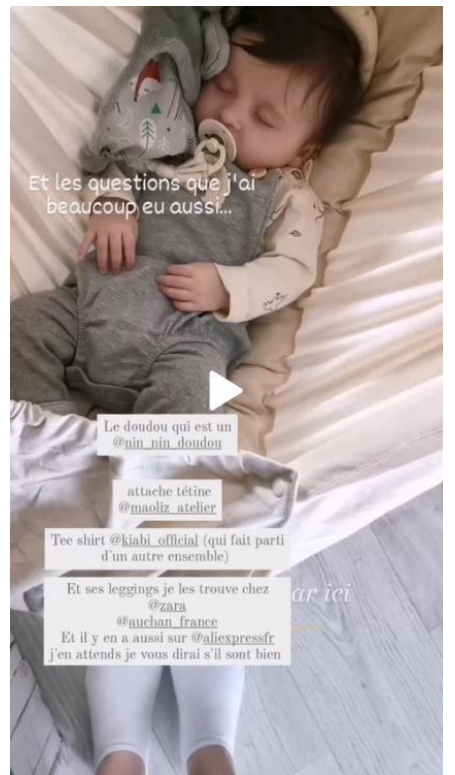 Et les questions que j'ai
beaucoup eu aussi...
Le doudou qui est un
@nin_nin_doudou
attache tétine
@maoliz_atelier
Tee shirt @kiabi_official (qui fait parti
d'un autre ensemble)
Et ses leggings je les trouve chez
@zara
@auchan_france
Et il y en a aussi sur @aliexpressfr
j'en attends je vous dirai s'il sont bien
ar ici